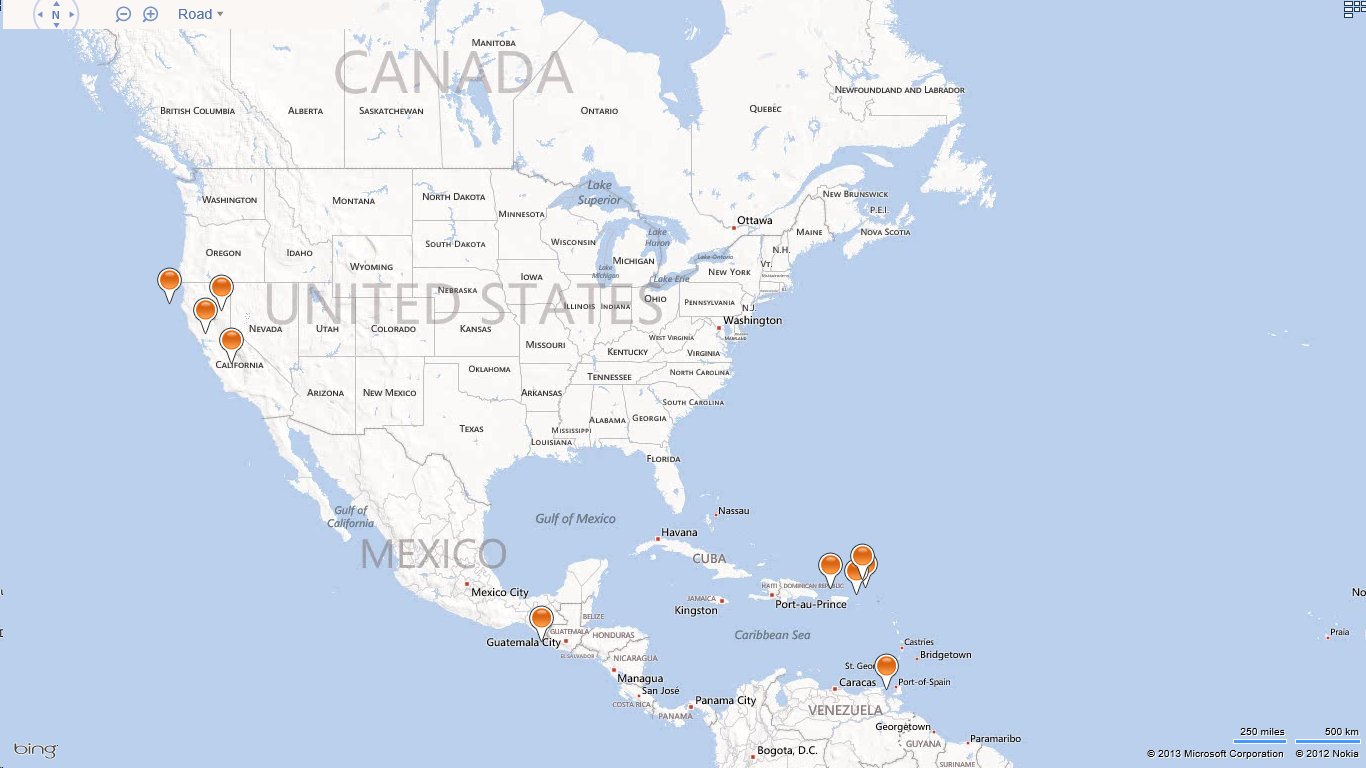 N
Road
MANITOBA
CANADA
NEWFOUNDLAND AND LABRADOR
BRITISH COLUMBIA
ALBERTA
SASKATCHEWAN
ONTARIO
QUEBEC
WASHINGTON
MONTANA
NORTH DAKOTA
MINNESOTA
Lake
Superior
NEW BRUNSWICK
P.E.I.
Ottawa
MAINE
NOVA SCOTIA
OREGON
IDAHO
SOUTH DAKOTA
WISCONSIN
Lake
Huron
N.H.
VT.
WYOMING
Lake
Michigan
MICHIGAN
Lake Ontario
NEW YORK
IOWA
Lake Erie
NEBRASKA
UNITED STATES
ILLINOIS
INDIANA
OHIO
PENNSYLVANIA
N.J.
NEVADA
UTAH
COLORADO
KANSAS
MISSOURI
WEST VIRGINIA
Washington
KENTUCKY
VIRGINIA
CALIFORNIA
OKLAHOMA
TENNESSEE
NORTH CAROLINA
ARIZONA
NEW MEXICO
ARKANSAS
SOUTH CAROLINA
TEXAS
MISSISSIPPI
ALABAMA
GEORGIA
LOUISIANA
FLORIDA
Gulf of
California
Gulf of Mexico
Nassau
Havana
MEXICO
CUBA
Mexico City
HAITI
DOMINICAN REPUBLIC
JAMAICA
Kingston
Port-au-Prince
No
BELIZE
GUATEMALA
HONDURAS
Caribbean Sea
Praia
Guatemala City
EL SALVADOR
NICARAGUA
Castries
Bridgetown
St. Geo
Managua
San José
Caracas
Port-of-Spain
COSTA RICA
PANAMA
Panama City
VENEZUELA
Georgetown
GUYANA
Paramaribo
Bogota, D.C.
SURINAME
bing
250 miles
500 km
© 2013 Microsoft Corporation
© 2012 Nokia